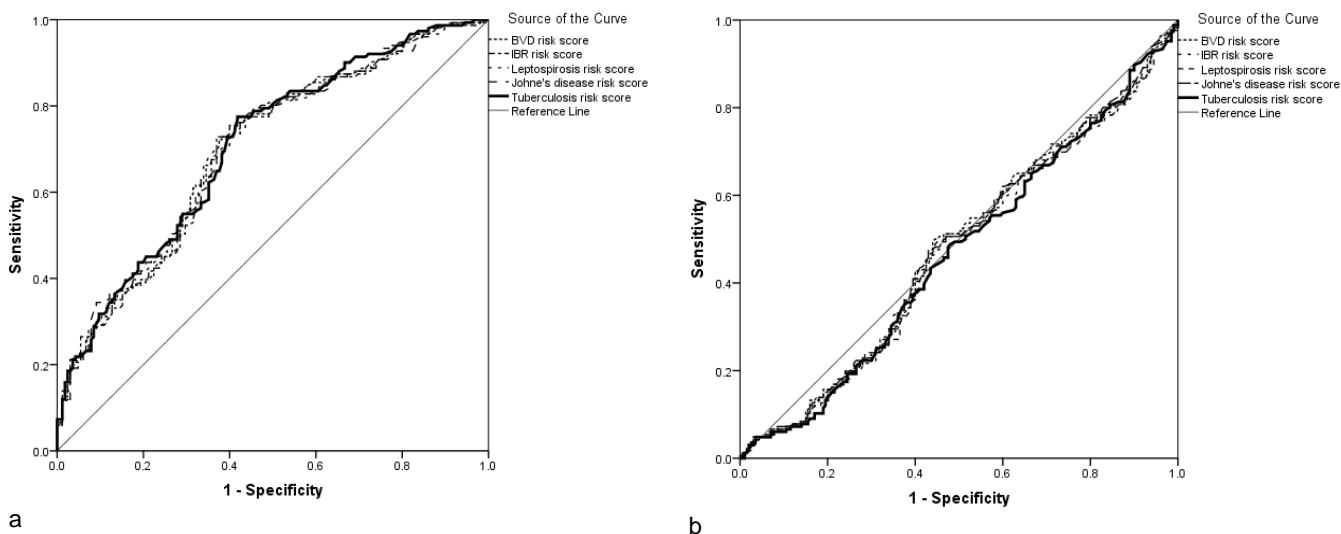 Source of the Curve
BVD risk score
IBR risk score
Leptospirosis risk score
Johne's disease risk score
Tuberculosis risk score
Reference Line
1.0
0.8
0.6
0.4
0.2
0.0
Sensitivity
0.0 0.2 0.4 0.6 0.8 1.0
1 - Specificity
a
Source of the Curve
BVD risk score
IBR risk score
Leptospirosis risk score
Johne's disease risk score
Tuberculosis risk score
Reference Line
1.0
0.8
0.6
0.4
0.2
0.0
Sensitivity
0.0 0.2 0.4 0.6 0.8 1.0
1 - Specificity
b